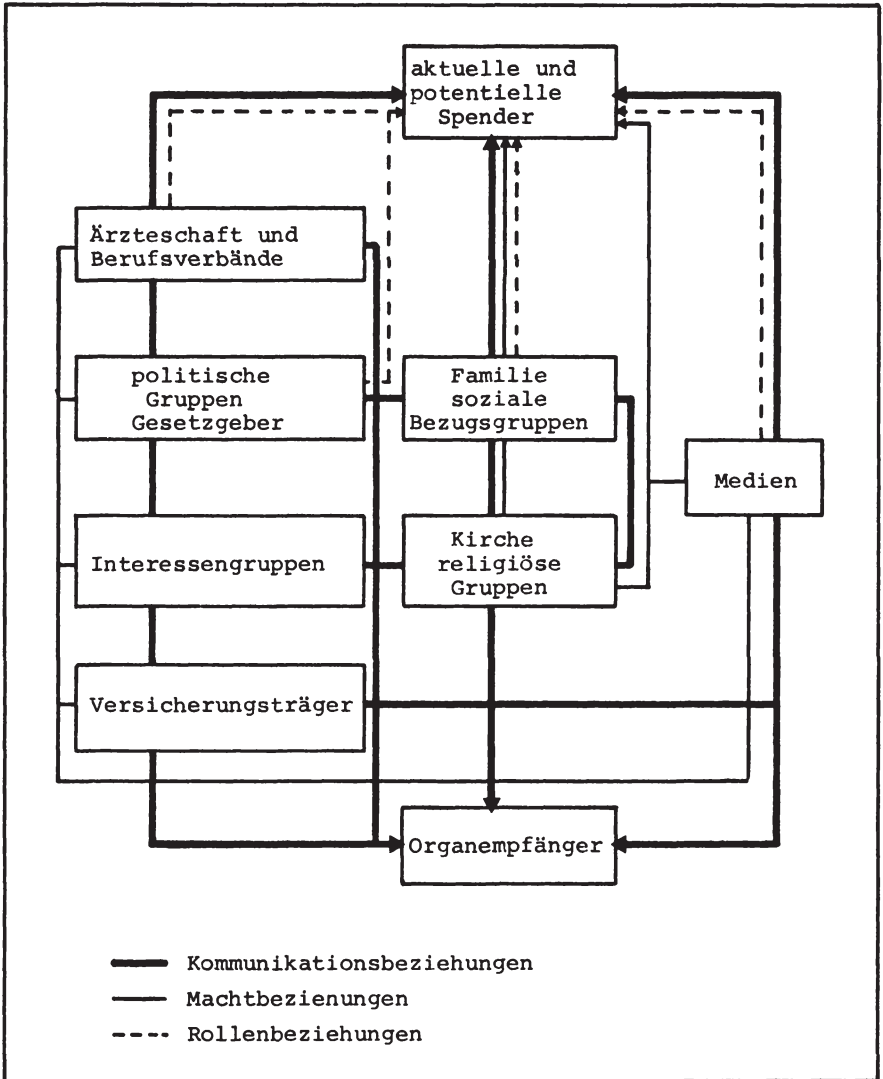 aktuelle und
potentielle
Spender
Ärzteschaft und
Berufsverbände
politische
Gruppen
Gesetzgeber
Familie
soziale
Bezugsgruppen
Medien
Interessengruppen
Kirche
religiöse
Gruppen
Versicherungsträger
Organempfänger
Kommunikationsbeziehungen
Machtbezienungen
Rollenbeziehungen